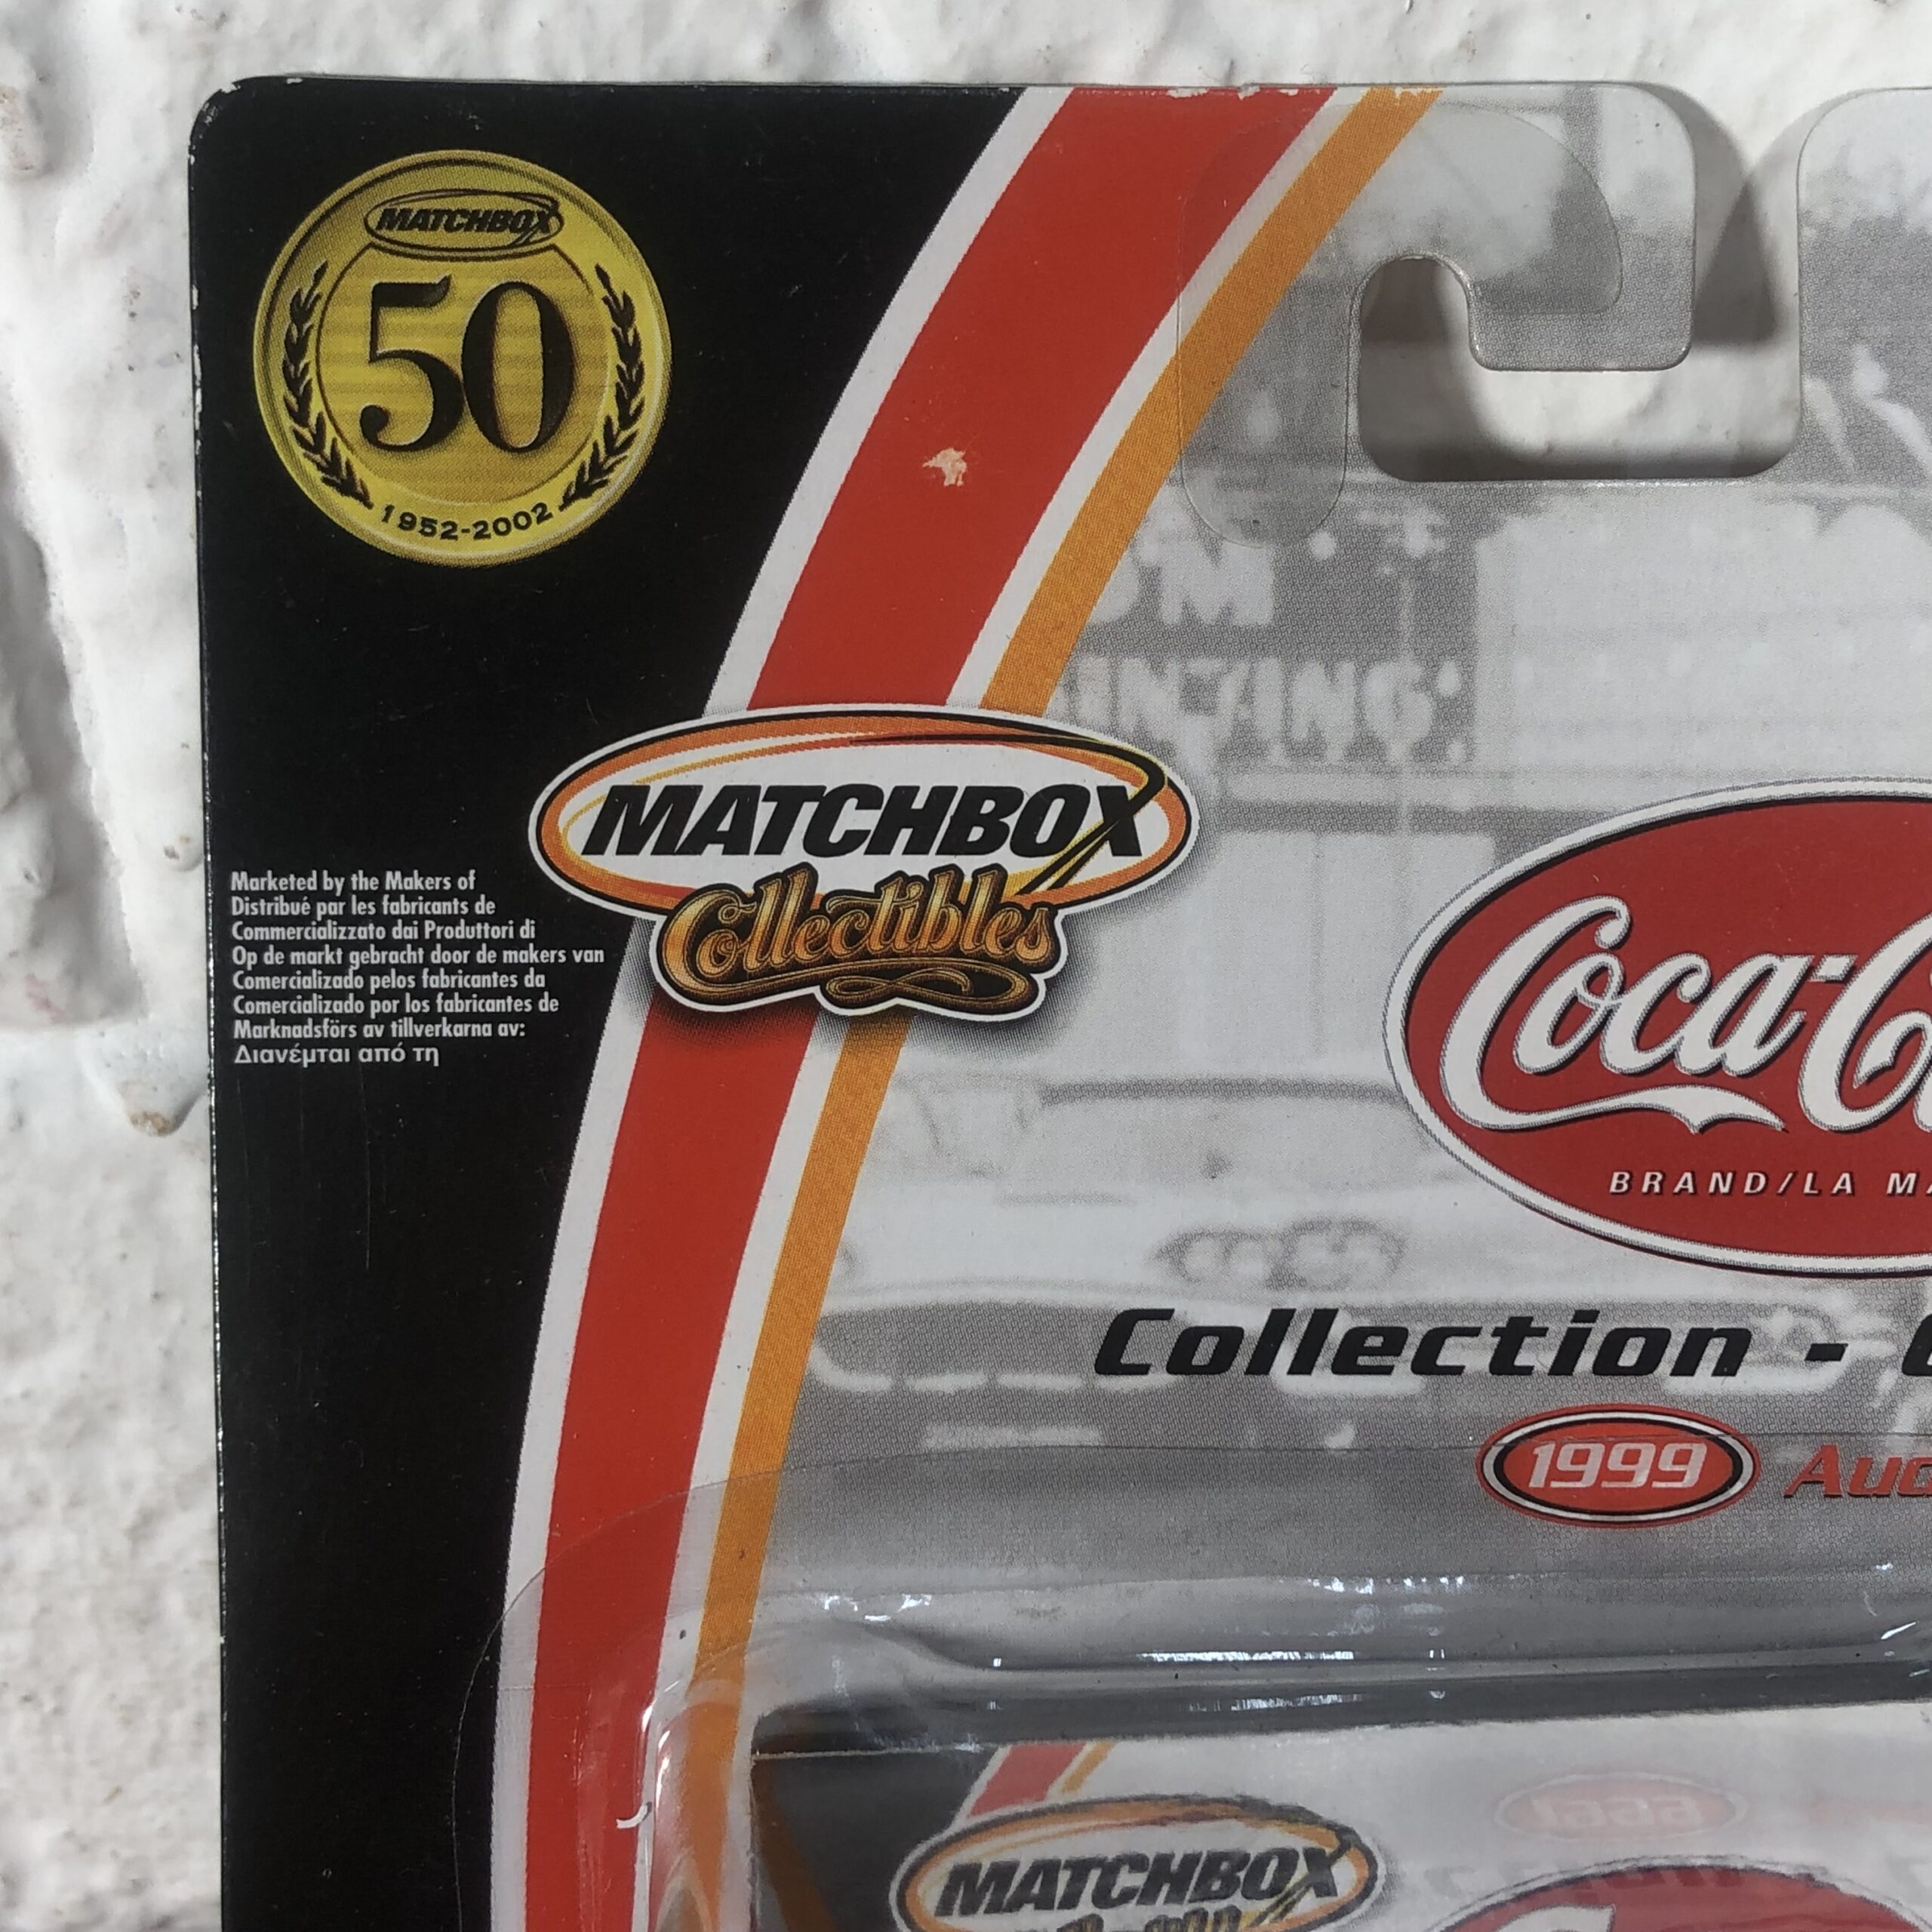 MATCHBOX
50
1952-2002
MATCHBOX
Collectibles
Marketed by the Makers of
Distribué par les fabricants de
Commercializzato dai Produttori di
Op de markt gebracht door de makers van
Comercializado pelos fabricantes da
Comercializado por los fabricantes de
Marknadsförs av tillverkarna av:
Διανέμται από τη
Coca-C
BRAND/LA MA
Collection -
1999 Aud
MATCHBOX